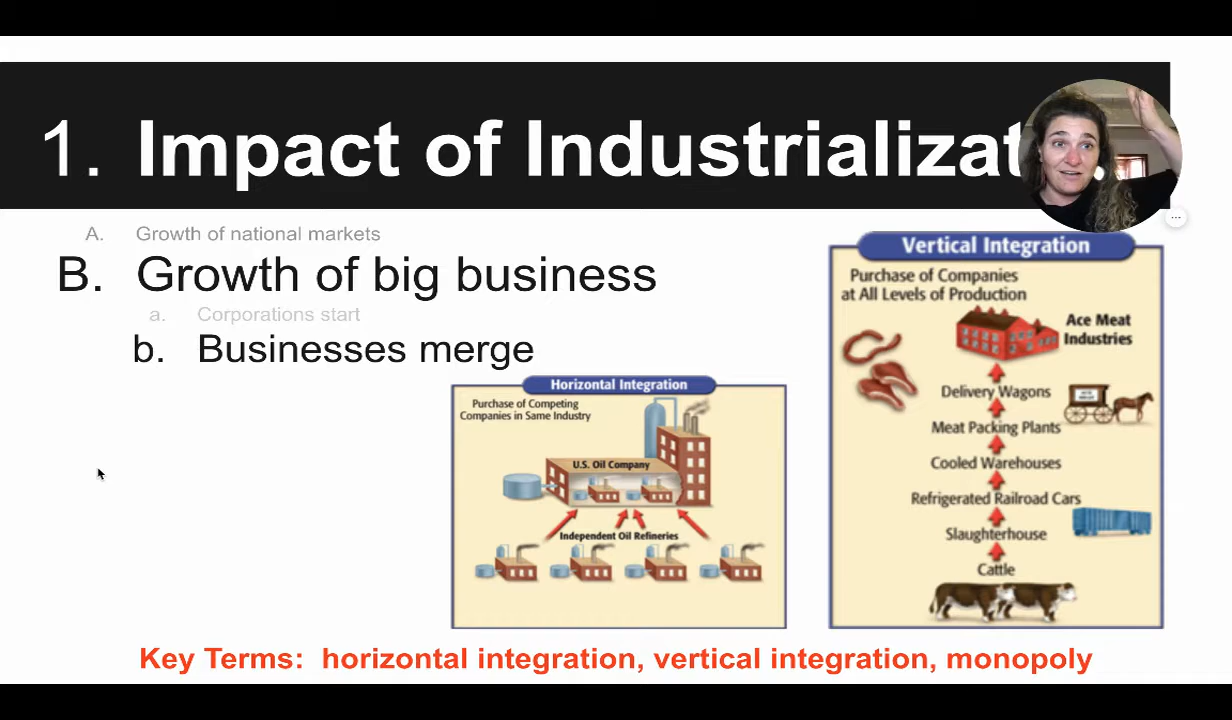 1. Impact of Industrializat
A. Growth of national markets
B. Growth of big business
a. Corporations start
b. Businesses merge
Horizontal Integration
Purchase of Competing
Companies in Same Industry
U.S. Oil Company
Independent Oil Refineries
Vertical Integration
Purchase of Companies
at All Levels of Production
Ace Meat
Industries
Delivery Wagons
Meat Packing Plants
Cooled Warehouses
Refrigerated Railroad Cars
Slaughterhouse
Cattle
Key Terms: horizontal integration, vertical integration, monopoly